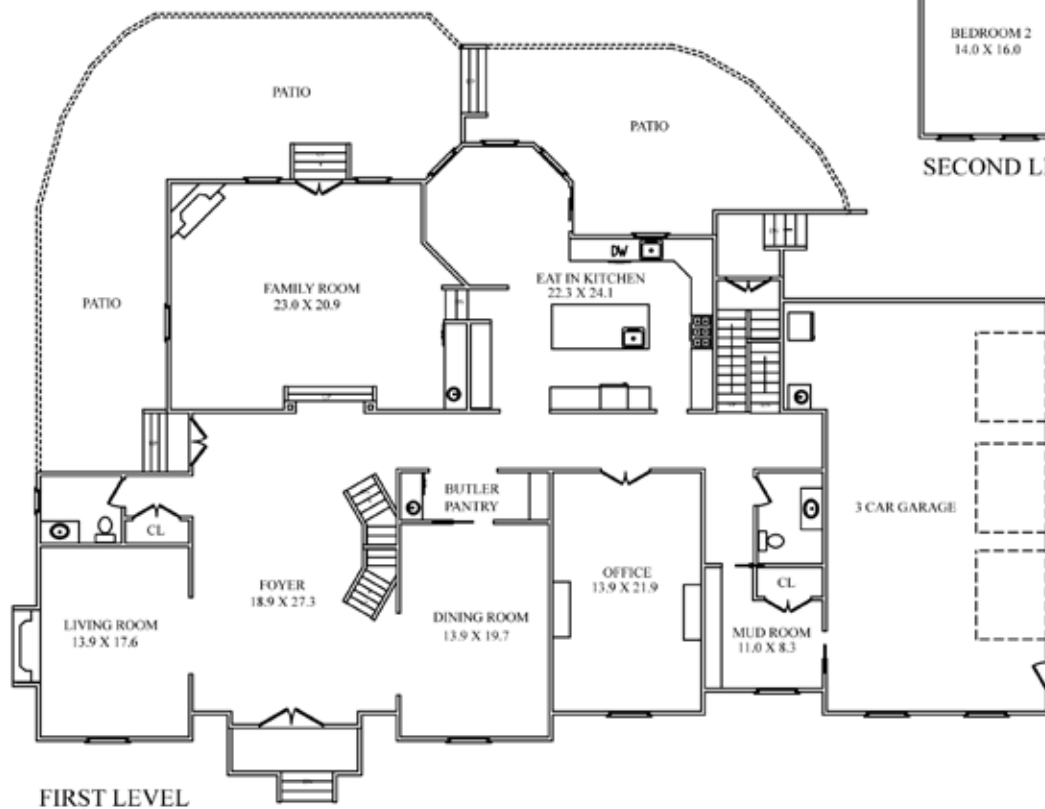 BEDROOM 2
14.0 X 16.0
SECOND L
PATIO
PATIO
PATIO
FAMILY ROOM
23.0 X 20.9
DW
EAT IN KITCHEN
22.3 X 24.1
BUTLER
PANTRY
CL
3 CAR GARAGE
FOYER
18.9 X 27.3
LIVING ROOM
13.9 X 17.6
DINING ROOM
13.9 X 19.7
OFFICE
13.9 X 21.9
CL
MUD ROOM
11.0 X 8.3
FIRST LEVEL